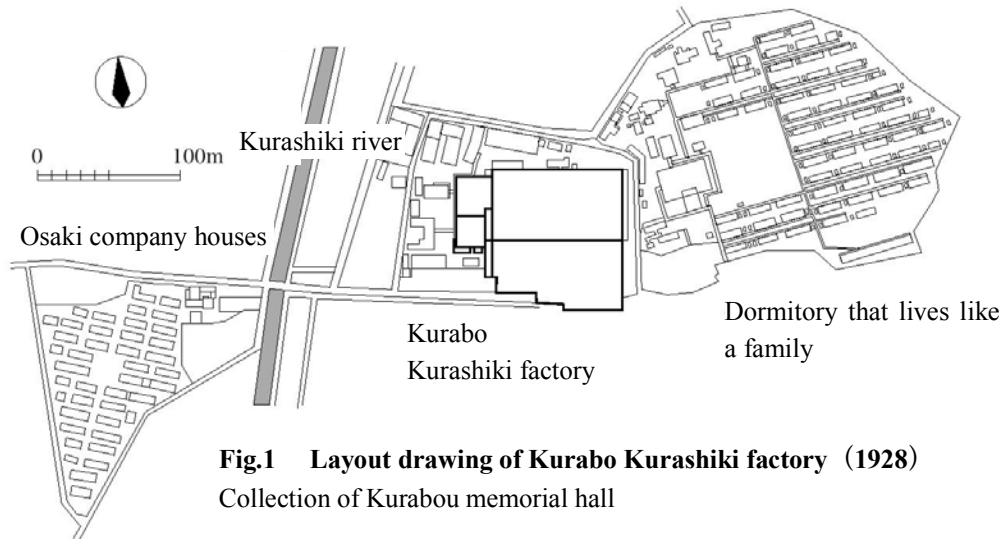 0 100m
Kurashiki river
Osaki company houses
Kurabo
Kurashiki factory
Dormitory that lives like
a family
Fig.1 Layout drawing of Kurabo Kurashiki factory （1928）
Collection of Kurabou memorial hall